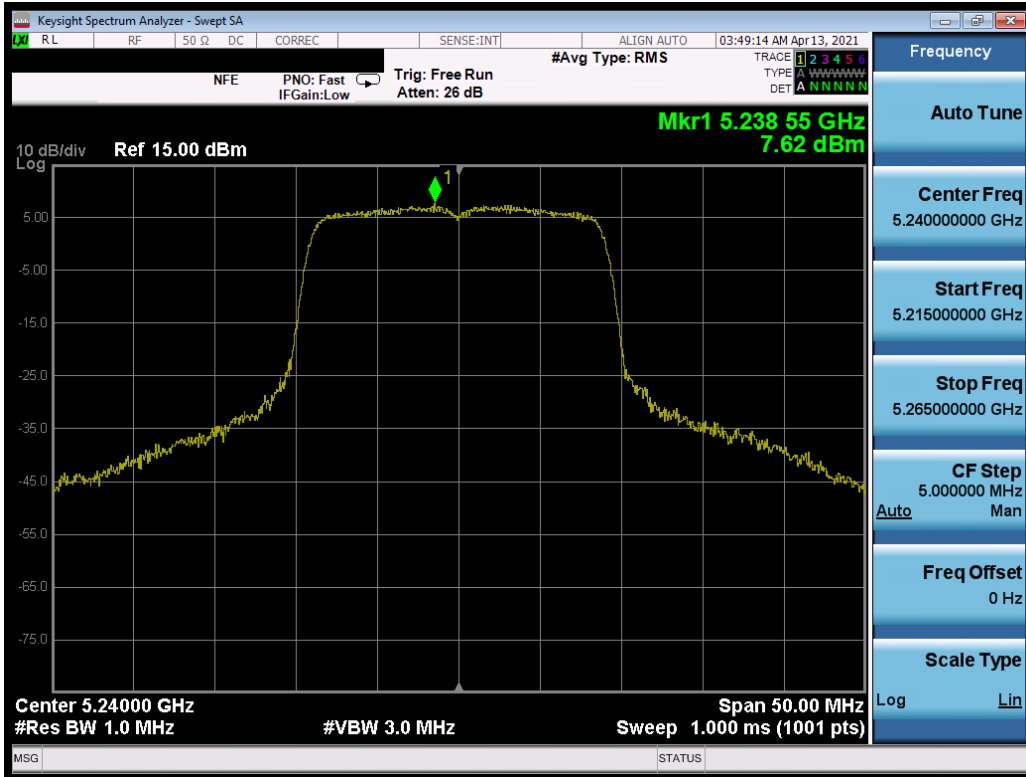 Keysight Spectrum Analyzer - Swept SA
LXI RL RF 50 Ω DC CORREC SENSE:INT ALIGN AUTO 03:49:14 AM Apr 13, 2021
NFE PNO: Fast Trig: Free Run #Avg Type: RMS TRACE 1 2 3 4 5 6
IFGain:Low Atten: 26 dB TYPE A WWWWW
DET A N N N N N
Mkr1 5.238 55 GHz
7.62 dBm
10 dB/div Ref 15.00 dBm
Log
1
5.00
-5.00
-15.0
-25.0
-35.0
-45.0
-55.0
-65.0
-75.0
Center 5.24000 GHz Span 50.00 MHz
#Res BW 1.0 MHz #VBW 3.0 MHz Sweep 1.000 ms (1001 pts)
MSG STATUS
Frequency
Auto Tune
Center Freq
5.240000000 GHz
Start Freq
5.215000000 GHz
Stop Freq
5.265000000 GHz
CF Step
5.000000 MHz
Auto Man
Freq Offset
0 Hz
Scale Type
Log Lin